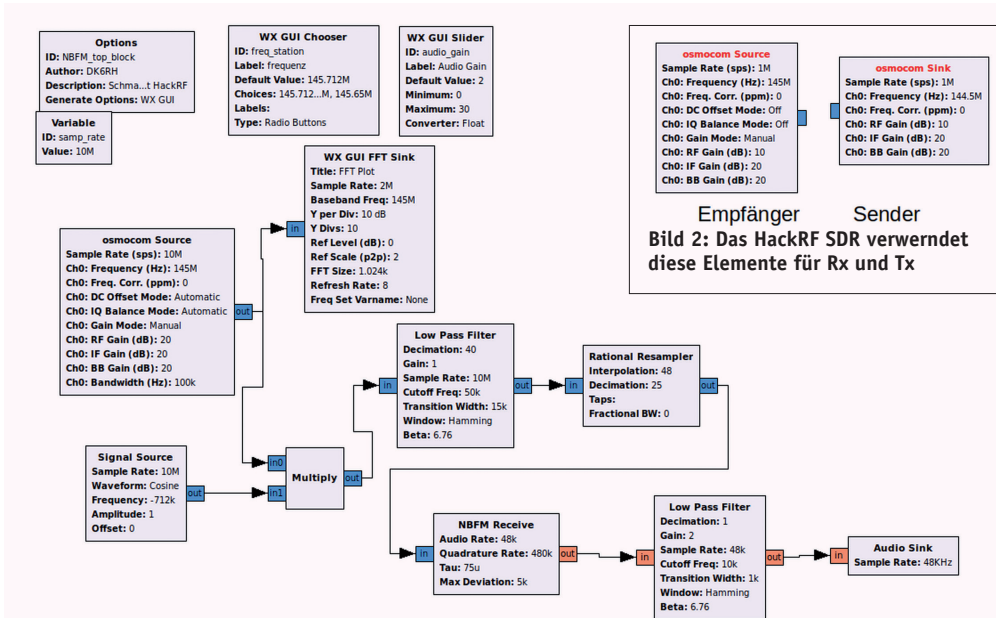 Options
ID: NBFM_top_block
Author: DK6RH
Description: Schma...t HackRF
Generate Options: WX GUI
Variable
ID: samp_rate
Value: 10M
WX GUI Chooser
ID: freq_station
Label: frequenz
Default Value: 145.712M
Choices: 145.712...M, 145.65M
Labels:
Type: Radio Buttons
WX GUI Slider
ID: audio_gain
Label: Audio Gain
Default Value: 2
Minimum: 0
Maximum: 30
Converter: Float
osmocom Source
Sample Rate (sps): 1M
Ch0: Frequency (Hz): 145M
Ch0: Freq. Corr. (ppm): 0
Ch0: DC Offset Mode: Off
Ch0: IQ Balance Mode: Off
Ch0: Gain Mode: Manual
Ch0: RF Gain (dB): 10
Ch0: IF Gain (dB): 20
Ch0: BB Gain (dB): 20
osmocom Sink
Sample Rate (sps): 1M
Ch0: Frequency (Hz): 144.5M
Ch0: Freq. Corr. (ppm): 0
Ch0: RF Gain (dB): 10
Ch0: IF Gain (dB): 20
Ch0: BB Gain (dB): 20
Empfänger Sender
Bild 2: Das HackRF SDR verwerndet
diese Elemente für Rx und Tx
WX GUI FFT Sink
Title: FFT Plot
Sample Rate: 2M
Baseband Freq: 145M
Y per Div: 10 dB
Y Divs: 10
Ref Level (dB): 0
Ref Scale (p2p): 2
FFT Size: 1.024k
Refresh Rate: 8
Freq Set Varname: None
in
osmocom Source
Sample Rate (sps): 10M
Ch0: Frequency (Hz): 145M
Ch0: Freq. Corr. (ppm): 0
Ch0: DC Offset Mode: Automatic
Ch0: IQ Balance Mode: Automatic
Ch0: Gain Mode: Manual
Ch0: RF Gain (dB): 20
Ch0: IF Gain (dB): 20
Ch0: BB Gain (dB): 20
Ch0: Bandwidth (Hz): 100k
out
Low Pass Filter
Decimation: 40
Gain: 1
Sample Rate: 10M
Cutoff Freq: 50k
Transition Width: 15k
Window: Hamming
Beta: 6.76
in
out
Rational Resampler
Interpolation: 48
Decimation: 25
Taps:
Fractional BW: 0
in
out
Signal Source
Sample Rate: 10M
Waveform: Cosine
Frequency: -712k
Amplitude: 1
Offset: 0
out
in0
in1
Multiply
out
NBFM Receive
Audio Rate: 48k
Quadrature Rate: 480k
Tau: 75u
Max Deviation: 5k
in
out
Low Pass Filter
Decimation: 1
Gain: 2
Sample Rate: 48k
Cutoff Freq: 10k
Transition Width: 1k
Window: Hamming
Beta: 6.76
in
out
Audio Sink
Sample Rate: 48KHz
in